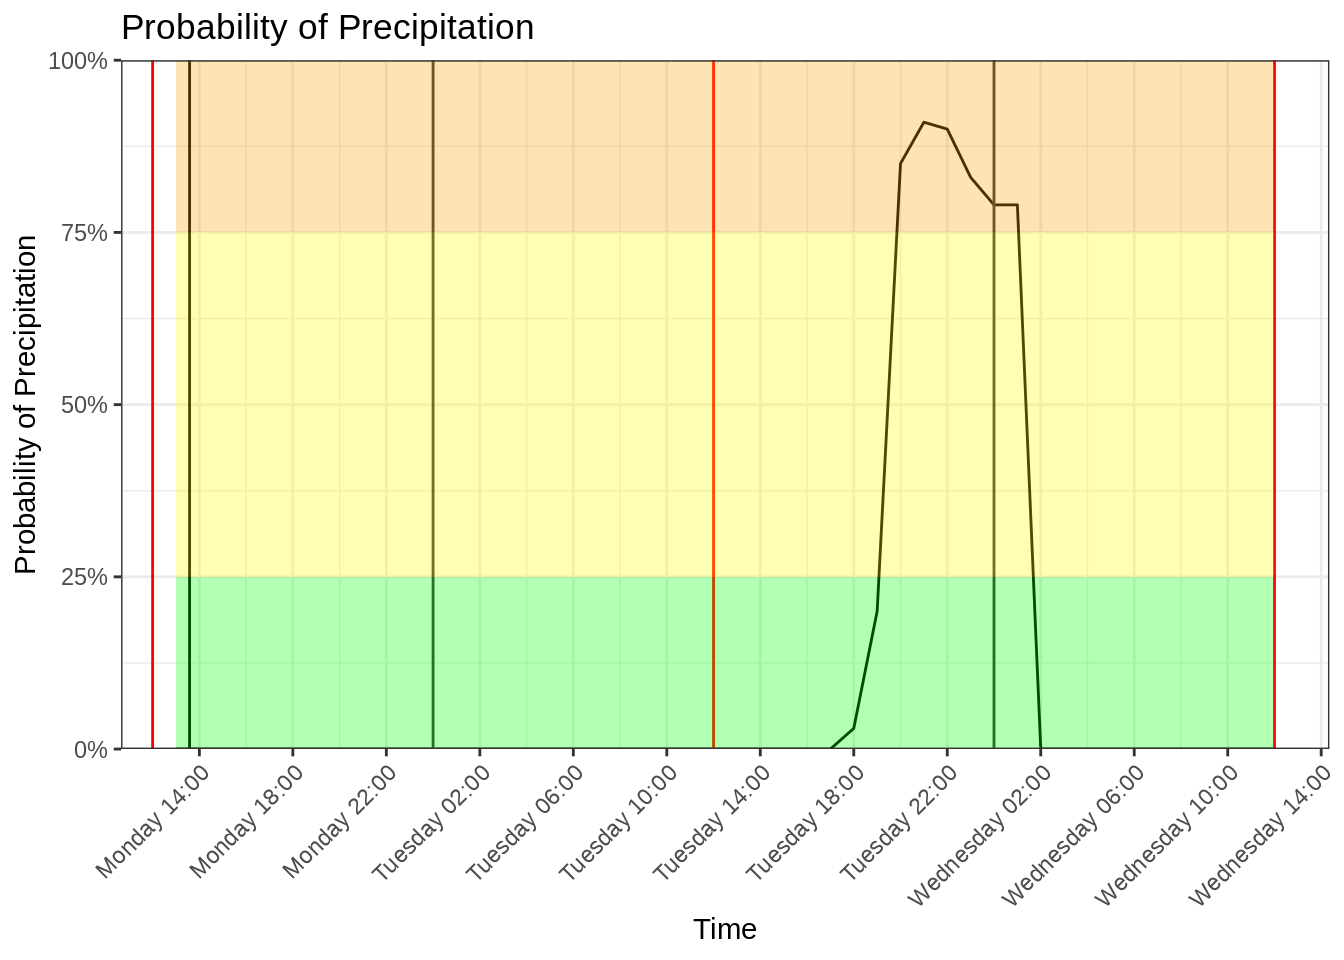 Probability of Precipitation
Probability of Precipitation
100%
75%
50%
25%
0%
Monday 14:00
Monday 18:00
Monday 22:00
Tuesday 02:00
Tuesday 06:00
Tuesday 10:00
Tuesday 14:00
Tuesday 18:00
Tuesday 22:00
Wednesday 02:00
Wednesday 06:00
Wednesday 10:00
Wednesday 14:00
Time